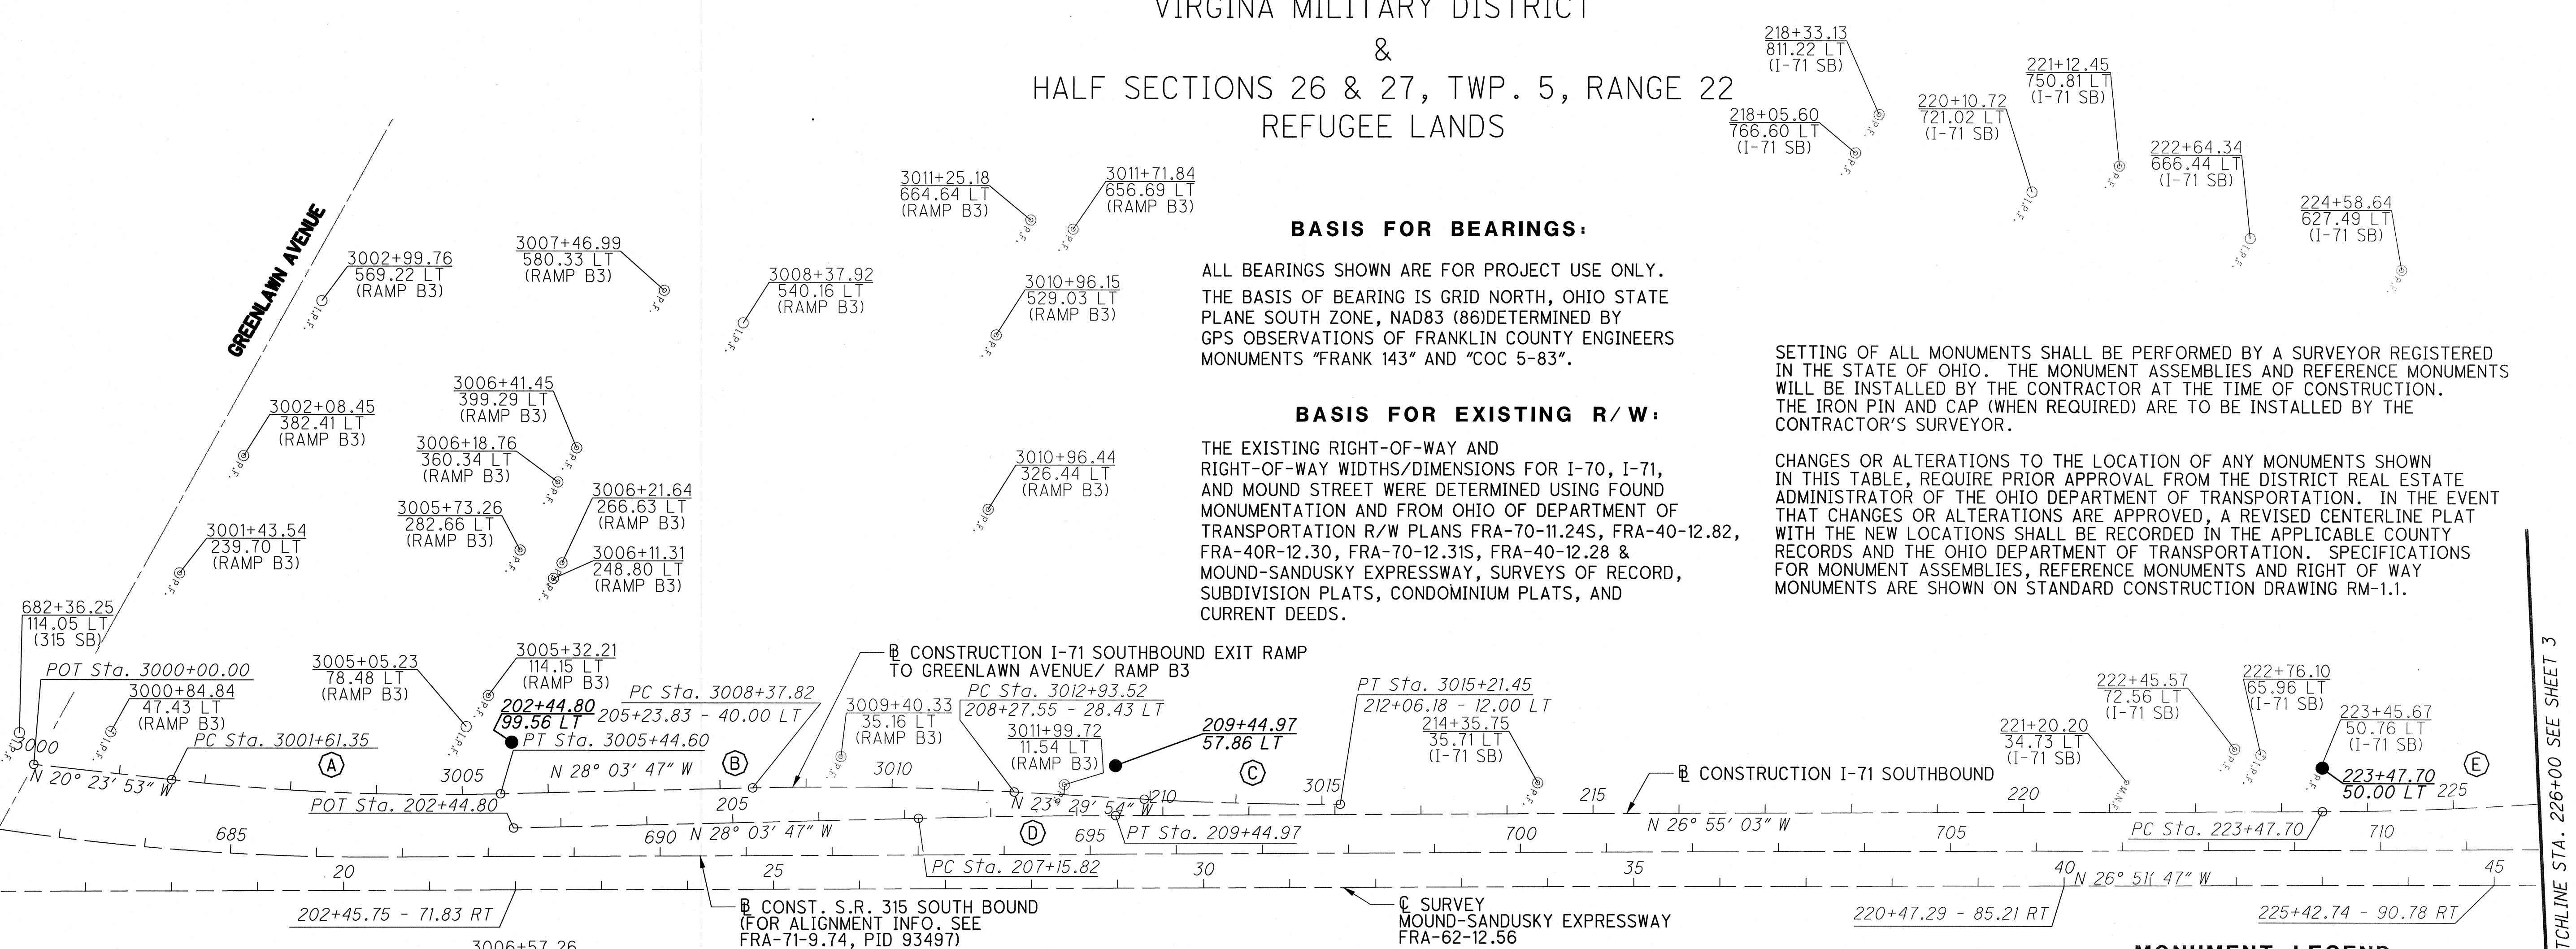 VIRGINA MILITARY DISTRICT
&
HALF SECTIONS 26 & 27, TWP. 5, RANGE 22
REFUGEE LANDS
218+33.13
811.22 LT
(I-71 SB)
218+05.60
766.60 LT
(I-71 SB)
220+10.72
721.02 LT
(I-71 SB)
221+12.45
750.81 LT
(I-71 SB)
222+64.34
666.44 LT
(I-71 SB)
224+58.64
627.49 LT
(I-71 SB)
I.P.F.
I.P.F.
I.P.F.
I.P.F.
I.P.F.
I.P.F.
3011+25.18
664.64 LT
(RAMP B3)
3011+71.84
656.69 LT
(RAMP B3)
I.P.F.
I.P.F.
GREENLAWN AVENUE
3002+99.76
569.22 LT
(RAMP B3)
I.P.F.
3007+46.99
580.33 LT
(RAMP B3)
I.P.F.
3008+37.92
540.16 LT
(RAMP B3)
I.P.F.
3010+96.15
529.03 LT
(RAMP B3)
I.P.F.
BASIS FOR BEARINGS:
ALL BEARINGS SHOWN ARE FOR PROJECT USE ONLY.
THE BASIS OF BEARING IS GRID NORTH, OHIO STATE
PLANE SOUTH ZONE, NAD83 (86)DETERMINED BY
GPS OBSERVATIONS OF FRANKLIN COUNTY ENGINEERS
MONUMENTS "FRANK 143" AND "COC 5-83".
BASIS FOR EXISTING R/W:
THE EXISTING RIGHT-OF-WAY AND
RIGHT-OF-WAY WIDTHS/DIMENSIONS FOR I-70, I-71,
AND MOUND STREET WERE DETERMINED USING FOUND
MONUMENTATION AND FROM OHIO OF DEPARTMENT OF
TRANSPORTATION R/W PLANS FRA-70-11.24S, FRA-40-12.82,
FRA-40R-12.30, FRA-70-12.31S, FRA-40-12.28 &
MOUND-SANDUSKY EXPRESSWAY, SURVEYS OF RECORD,
SUBDIVISION PLATS, CONDOMINIUM PLATS, AND
CURRENT DEEDS.
SETTING OF ALL MONUMENTS SHALL BE PERFORMED BY A SURVEYOR REGISTERED
IN THE STATE OF OHIO. THE MONUMENT ASSEMBLIES AND REFERENCE MONUMENTS
WILL BE INSTALLED BY THE CONTRACTOR AT THE TIME OF CONSTRUCTION.
THE IRON PIN AND CAP (WHEN REQUIRED) ARE TO BE INSTALLED BY THE
CONTRACTOR'S SURVEYOR.
CHANGES OR ALTERATIONS TO THE LOCATION OF ANY MONUMENTS SHOWN
IN THIS TABLE, REQUIRE PRIOR APPROVAL FROM THE DISTRICT REAL ESTATE
ADMINISTRATOR OF THE OHIO DEPARTMENT OF TRANSPORTATION. IN THE EVENT
THAT CHANGES OR ALTERATIONS ARE APPROVED, A REVISED CENTERLINE PLAT
WITH THE NEW LOCATIONS SHALL BE RECORDED IN THE APPLICABLE COUNTY
RECORDS AND THE OHIO DEPARTMENT OF TRANSPORTATION. SPECIFICATIONS
FOR MONUMENT ASSEMBLIES, REFERENCE MONUMENTS AND RIGHT OF WAY
MONUMENTS ARE SHOWN ON STANDARD CONSTRUCTION DRAWING RM-1.1.
3002+08.45
382.41 LT
(RAMP B3)
3006+41.45
399.29 LT
(RAMP B3)
3006+18.76
360.34 LT
(RAMP B3)
3006+21.64
266.63 LT
(RAMP B3)
3005+73.26
282.66 LT
(RAMP B3)
3006+11.31
248.80 LT
(RAMP B3)
3010+96.44
326.44 LT
(RAMP B3)
3001+43.54
239.70 LT
(RAMP B3)
682+36.25
114.05 LT
(315 SB)
POT Sta. 3000+00.00
3000+84.84
47.43 LT
(RAMP B3)
PC Sta. 3001+61.35
3005+05.23
78.48 LT
(RAMP B3)
3005+32.21
114.15 LT
(RAMP B3)
202+44.80
99.56 LT
PT Sta. 3005+44.60
PC Sta. 3008+37.82
205+23.83 - 40.00 LT
℄ CONSTRUCTION I-71 SOUTHBOUND EXIT RAMP
TO GREENLAWN AVENUE/ RAMP B3
3009+40.33
35.16 LT
(RAMP B3)
PC Sta. 3012+93.52
208+27.55 - 28.43 LT
3011+99.72
11.54 LT
(RAMP B3)
209+44.97
57.86 LT
PT Sta. 3015+21.45
212+06.18 - 12.00 LT
214+35.75
35.71 LT
(I-71 SB)
℄ CONSTRUCTION I-71 SOUTHBOUND
221+20.20
34.73 LT
(I-71 SB)
222+45.57
72.56 LT
(I-71 SB)
222+76.10
65.96 LT
(I-71 SB)
223+45.67
50.76 LT
(I-71 SB)
223+47.70
50.00 LT
3000
N 20° 23' 53" W
A
3005
N 28° 03' 47" W
B
3010
C
3015
E
POT Sta. 202+44.80
205
N 23° 29' 54" W
210
215
220
225
N 28° 03' 47" W
D
PT Sta. 209+44.97
N 26° 55' 03" W
PC Sta. 223+47.70
685
690
695
700
705
710
PC Sta. 207+15.82
20
25
30
35
40
N 26° 51' 47" W
45
202+45.75 - 71.83 RT
℄ CONST. S.R. 315 SOUTH BOUND
(FOR ALIGNMENT INFO. SEE
FRA-71-9.74, PID 93497)
℄ SURVEY
MOUND-SANDUSKY EXPRESSWAY
FRA-62-12.56
220+47.29 - 85.21 RT
225+42.74 - 90.78 RT
TCHLINE STA. 226+00 SEE SHEET 3
3006+57.26
MONUMENT LEGEND